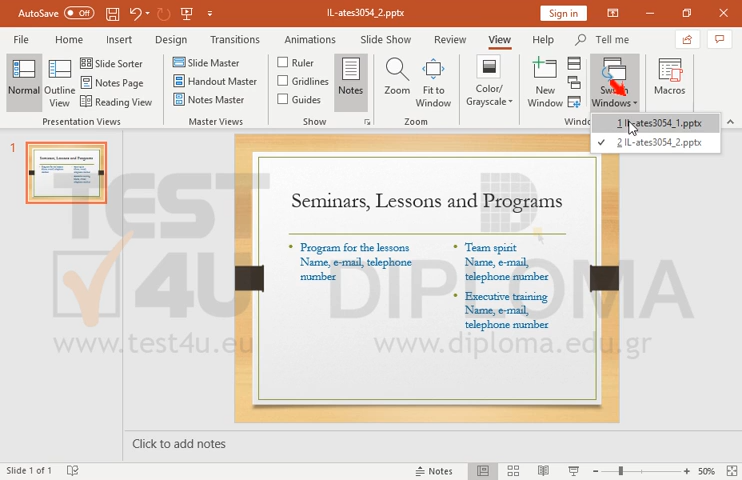 AutoSave Off IL-ates3054_2.pptx Sign in
File Home Insert Design Transitions Animations Slide Show Review View Help Tell me
Normal Outline View Slide Sorter Notes Page Reading View
Presentation Views
Slide Master Handout Master Notes Master
Master Views
Ruler Gridlines Guides Notes
Show
Zoom Fit to Window
Zoom
Color/ Grayscale
New Window
Windows
Macros
1 IL-ates3054_1.pptx
2 IL-ates3054_2.pptx
1
Seminars, Lessons and Programs
Program for the lessons
Name, e-mail, telephone
number
Team spirit
Name, e-mail,
telephone number
Executive training
Name, e-mail,
telephone number
TEST
4U
www.test4u.eu
D
DIPLOMA
www.diploma.edu.gr
Click to add notes
Slide 1 of 1 Notes 50%